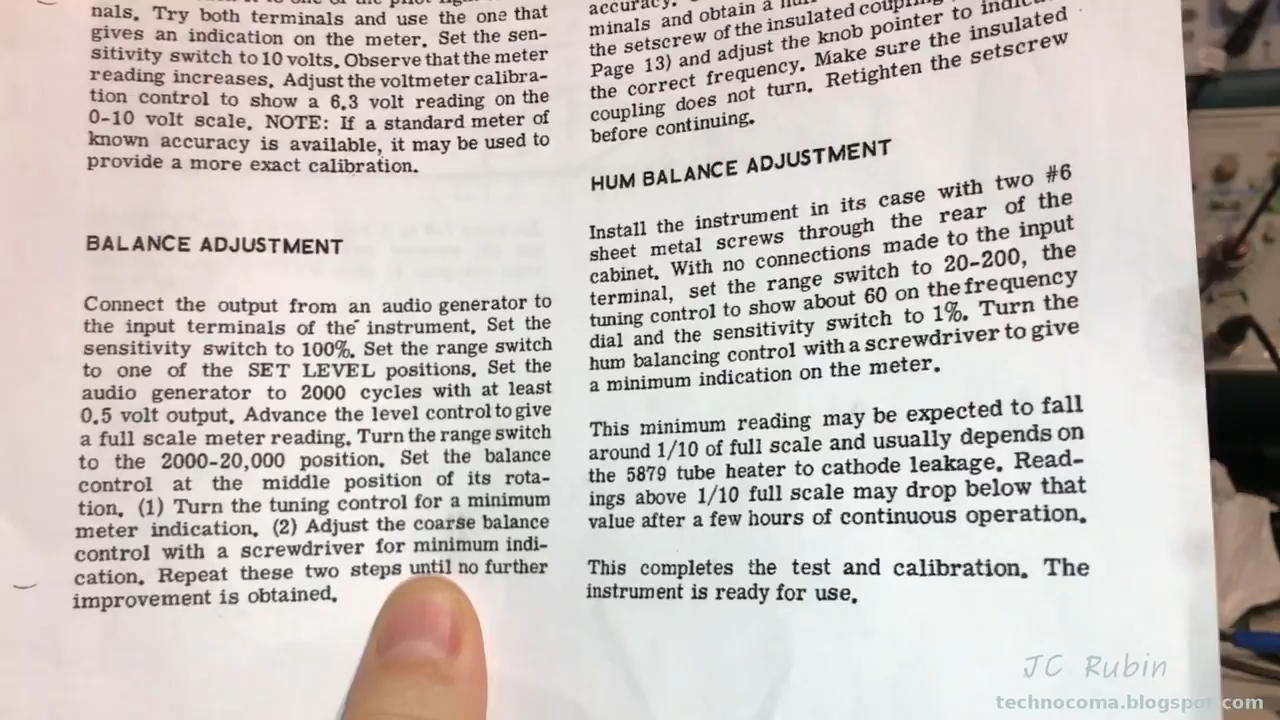 nals. Try both terminals and use the one that
gives an indication on the meter. Set the sen-
sitivity switch to 10 volts. Observe that the meter
reading increases. Adjust the voltmeter calibra-
tion control to show a 6.3 volt reading on the
0-10 volt scale. NOTE: If a standard meter of
known accuracy is available, it may be used to
provide a more exact calibration.
BALANCE ADJUSTMENT
Connect the output from an audio generator to
the input terminals of the instrument. Set the
sensitivity switch to 100%. Set the range switch
to one of the SET LEVEL positions. Set the
audio generator to 2000 cycles with at least
0.5 volt output. Advance the level control to give
a full scale meter reading. Turn the range switch
to the 2000-20,000 position. Set the balance
control at the middle position of its rota-
tion. (1) Turn the tuning control for a minimum
meter indication. (2) Adjust the coarse balance
control with a screwdriver for minimum indi-
cation. Repeat these two steps until no further
improvement is obtained.
accuracy.
minals and obtain a
the setscrew of the insulated
Page 13) and adjust the knob pointer to
the correct frequency. Make sure the insulated
coupling does not turn. Retighten the setscrew
before continuing.
HUM BALANCE ADJUSTMENT
Install the instrument in its case with two #6
sheet metal screws through the rear of the
cabinet. With no connections made to the input
terminal, set the range switch to 20-200, the
tuning control to show about 60 on the frequency
dial and the sensitivity switch to 1%. Turn the
hum balancing control with a screwdriver to give
a minimum indication on the meter.
This minimum reading may be expected to fall
around 1/10 of full scale and usually depends on
the 5879 tube heater to cathode leakage. Read-
ings above 1/10 full scale may drop below that
value after a few hours of continuous operation.
This completes the test and calibration. The
instrument is ready for use.
JC Rubin
technocoma.blogspot.com